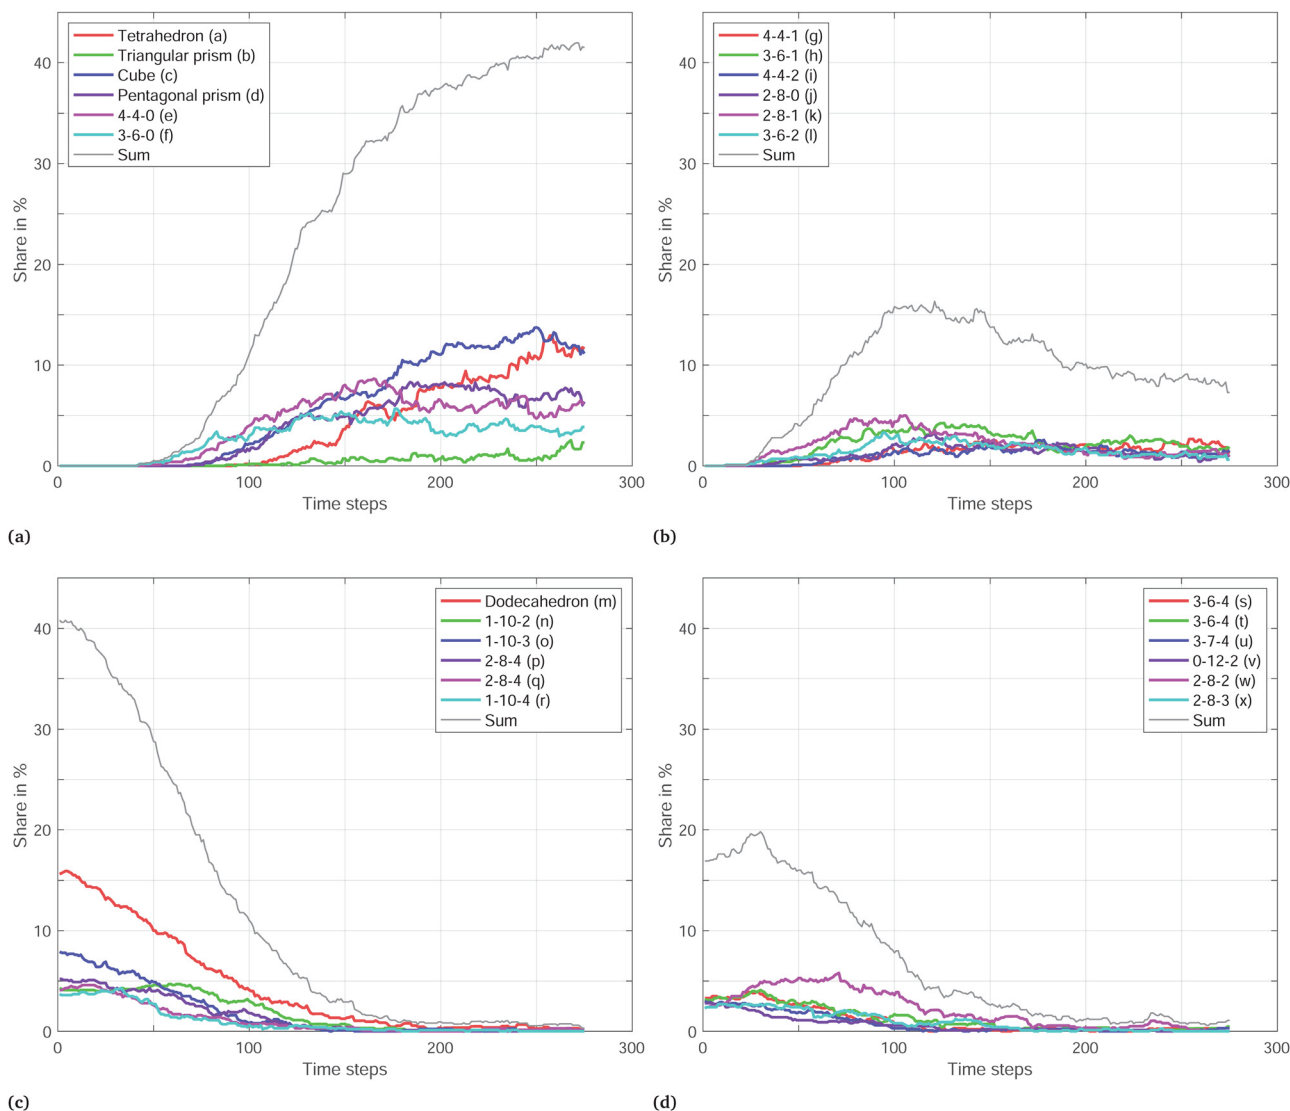 Tetrahedron (a)
Triangular prism (b)
Cube (c)
Pentagonal prism (d)
4-4-0 (e)
3-6-0 (f)
Sum
40
30
20
10
0
Share in %
0
100
200
300
Time steps
(a)
4-4-1 (g)
3-6-1 (h)
4-4-2 (i)
2-8-0 (j)
2-8-1 (k)
3-6-2 (l)
Sum
40
30
20
10
0
Share in %
0
100
200
300
Time steps
(b)
Dodecahedron (m)
1-10-2 (n)
1-10-3 (o)
2-8-4 (p)
2-8-4 (q)
1-10-4 (r)
Sum
40
30
20
10
0
Share in %
0
100
200
300
Time steps
(c)
3-6-4 (s)
3-6-4 (t)
3-7-4 (u)
0-12-2 (v)
2-8-2 (w)
2-8-3 (x)
Sum
40
30
20
10
0
Share in %
0
100
200
300
Time steps
(d)